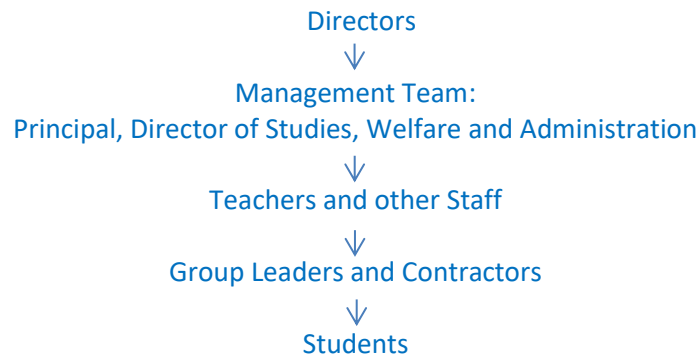 Directors
Management Team:
Principal, Director of Studies, Welfare and Administration
Teachers and other Staff
Group Leaders and Contractors
Students